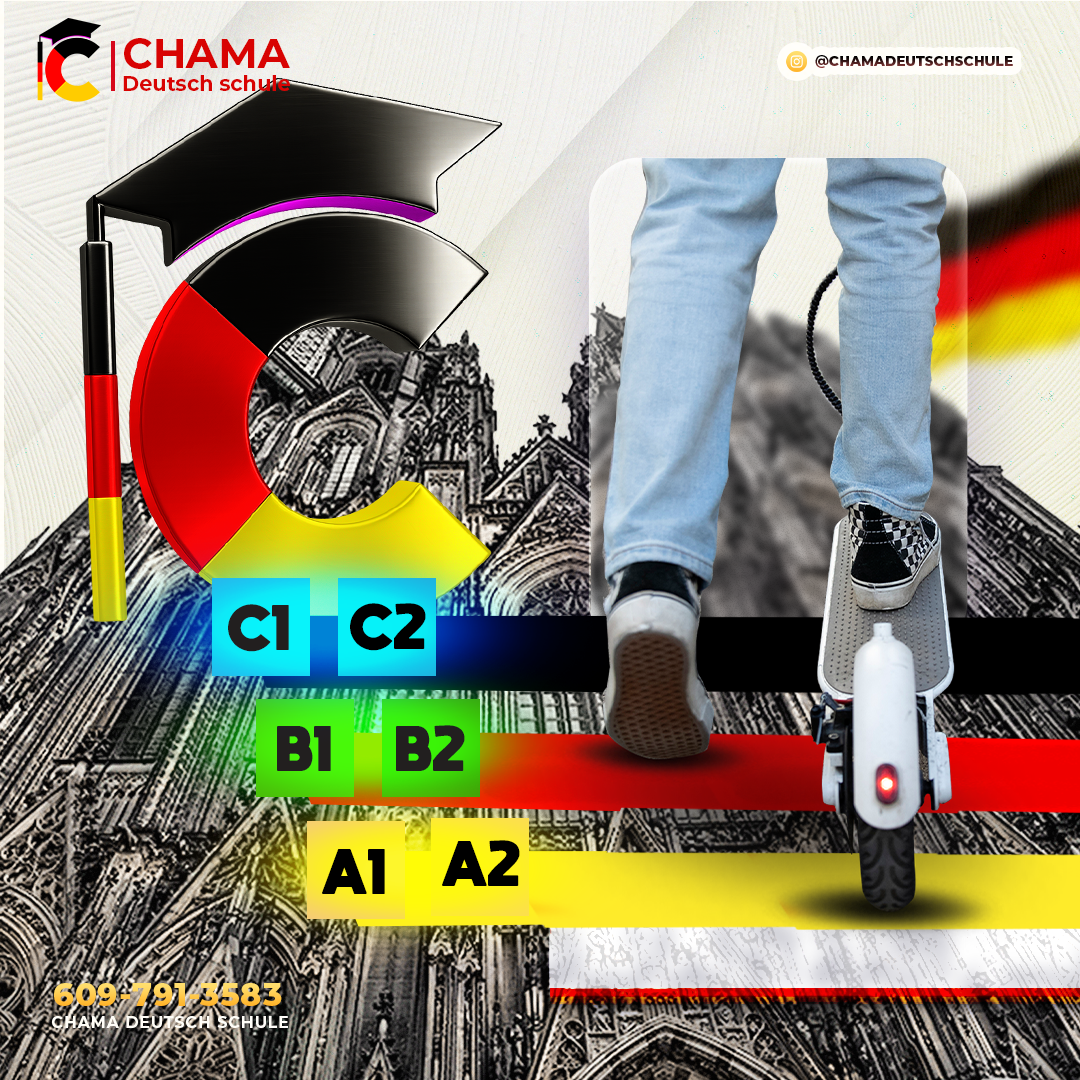 CHAMA
Deutsch schule
@CHAMADEUTSCHSCHULE
C1 C2
B1 B2
A1 A2
609-791-3583
CHAMA DEUTSCH SCHULE